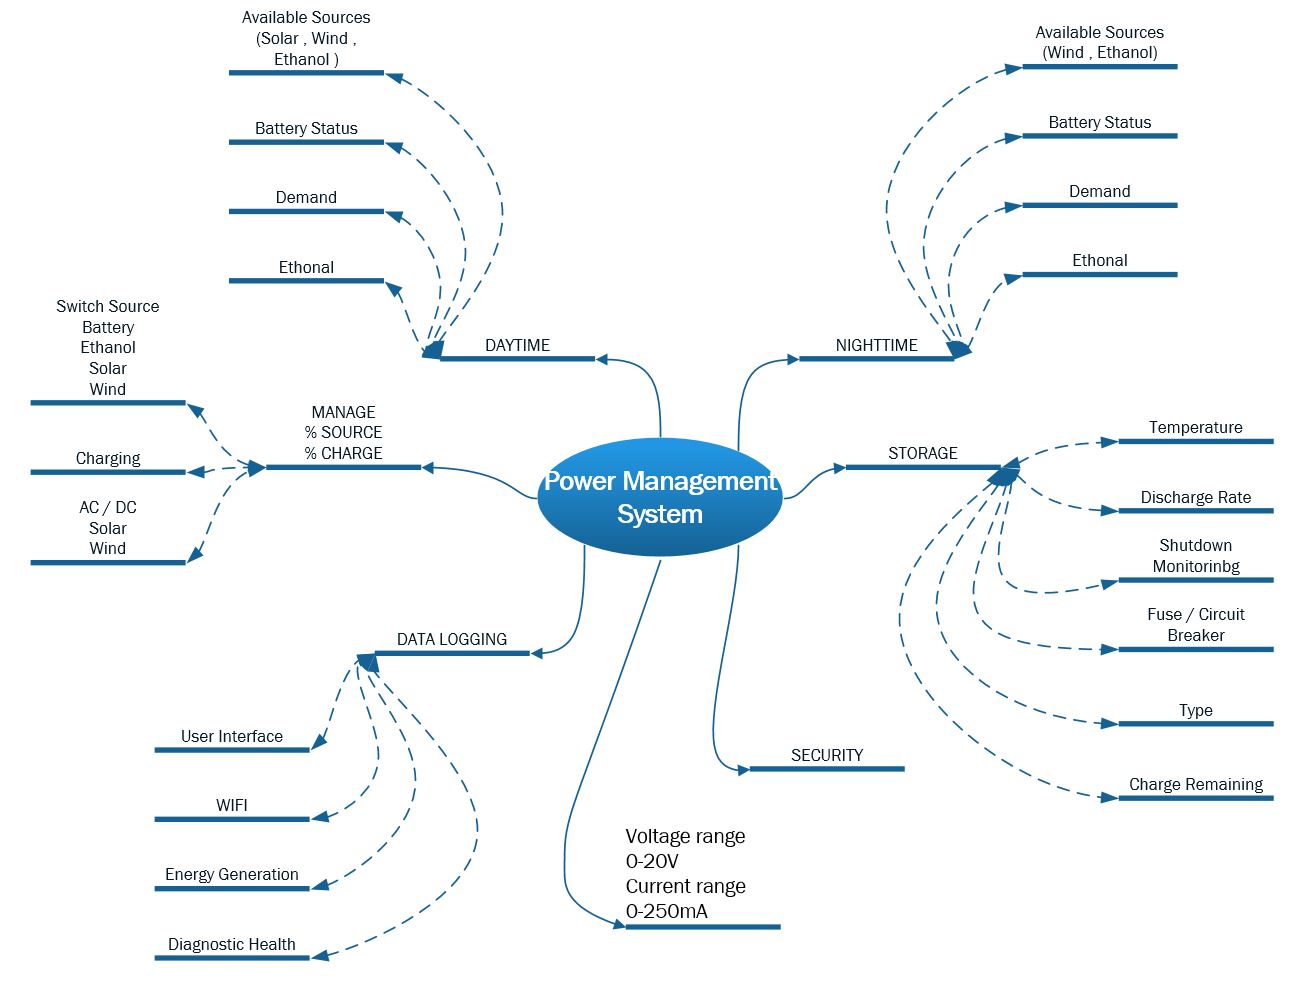 Available Sources
(Solar , Wind ,
Ethanol )
Battery Status
Demand
Ethonal
DAYTIME
Available Sources
(Wind , Ethanol)
Battery Status
Demand
Ethonal
NIGHTTIME
Switch Source
Battery
Ethanol
Solar
Wind
Charging
AC / DC
Solar
Wind
MANAGE
% SOURCE
% CHARGE
Power Management
System
STORAGE
Temperature
Discharge Rate
Shutdown
Monitorinbg
Fuse / Circuit
Breaker
Type
Charge Remaining
DATA LOGGING
User Interface
WIFI
Energy Generation
Diagnostic Health
SECURITY
Voltage range
0-20V
Current range
0-250mA